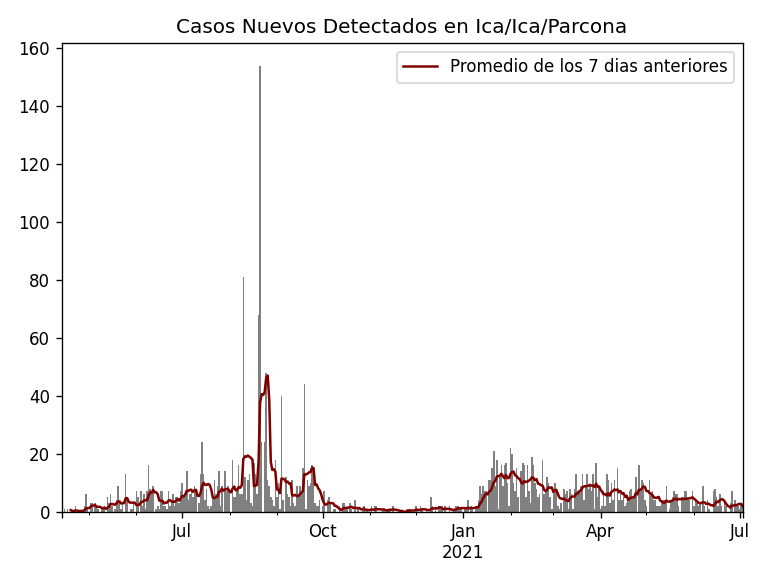 Casos Nuevos Detectados en Ica/Ica/Parcona
Promedio de los 7 dias anteriores
160
140
120
100
80
60
40
20
0
Jul
Oct
Jan
2021
Apr
Jul